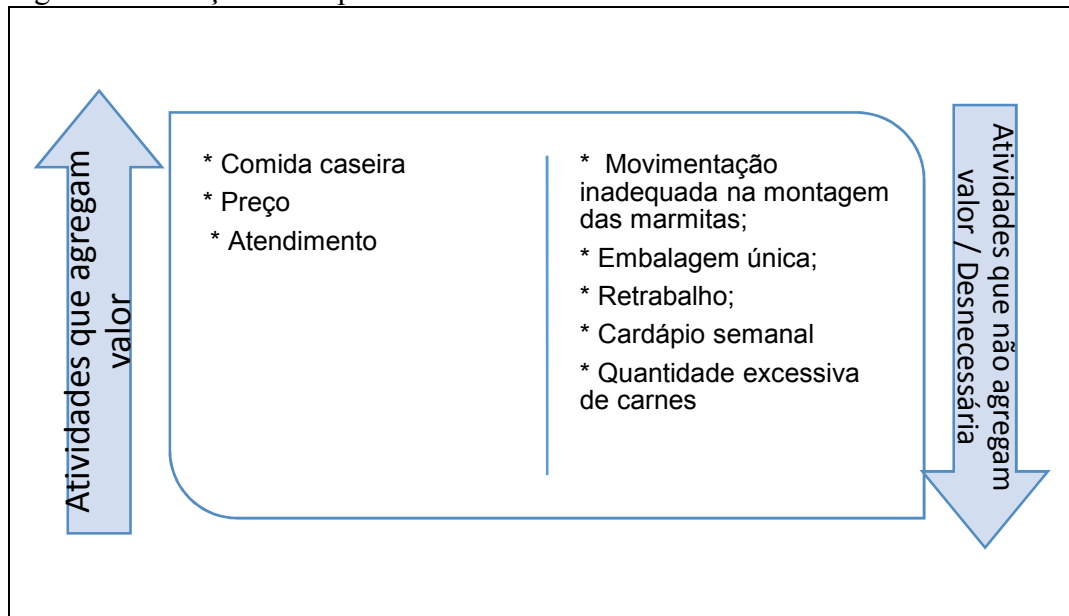 Atividades que agregam
valor
* Comida caseira
* Preço
* Atendimento
* Movimentação
inadequada na montagem
das marmitas;
* Embalagem única;
* Retrabalho;
* Cardápio semanal
* Quantidade excessiva
de carnes
Atividades que não agregam
valor / Desnecessária